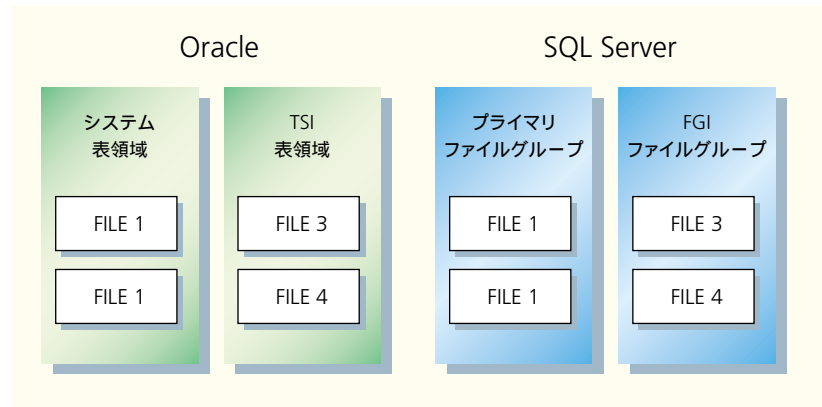 Oracle
システム
表領域
FILE 1
FILE 1
TSI
表領域
FILE 3
FILE 4
SQL Server
プライマリ
ファイルグループ
FILE 1
FILE 1
FGI
ファイルグループ
FILE 3
FILE 4